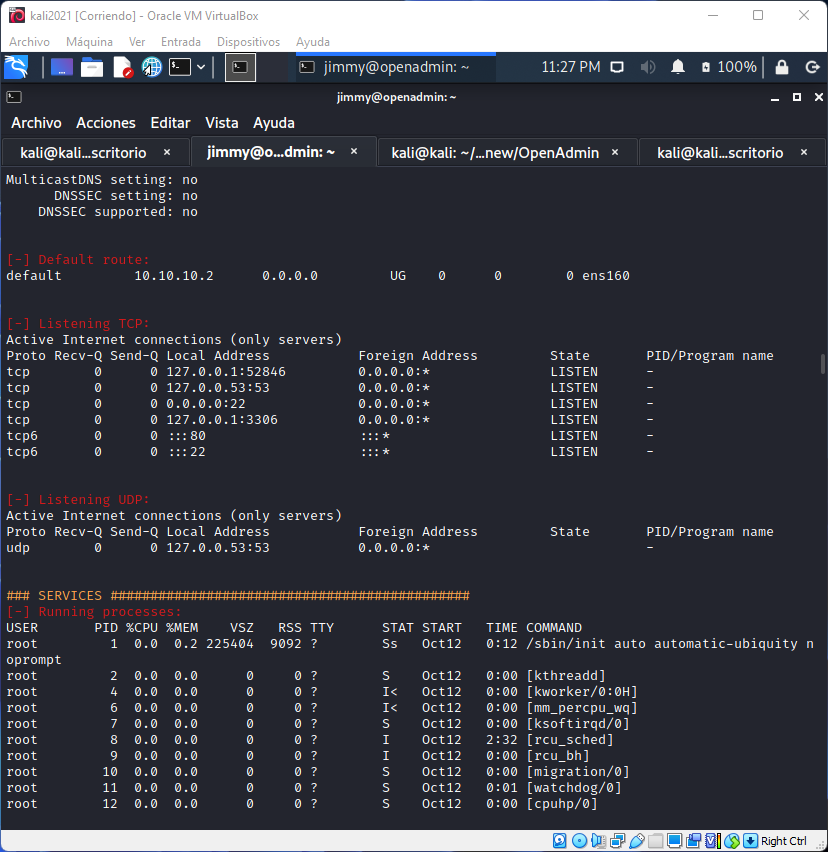 kali2021 [Corriendo] - Oracle VM VirtualBox
Archivo Máquina Ver Entrada Dispositivos Ayuda
jimmy@openadmin: ~ 11:27 PM 100%
jimmy@openadmin: ~
Archivo Acciones Editar Vista Ayuda
kali@kali...scritorio × jimmy@o...dmin: ~ × kali@kali: ~/...new/OpenAdmin × kali@kali...scritorio ×
MulticastDNS setting: no
DNSSEC setting: no
DNSSEC supported: no
[-] Default route:
default 10.10.10.2 0.0.0.0 UG 0 0 0 ens160
[-] Listening TCP:
Active Internet connections (only servers)
Proto Recv-Q Send-Q Local Address Foreign Address State PID/Program name
tcp 0 0 127.0.0.1:52846 0.0.0.0:* LISTEN -
tcp 0 0 127.0.0.53:53 0.0.0.0:* LISTEN -
tcp 0 0 0.0.0.0:22 0.0.0.0:* LISTEN -
tcp 0 0 127.0.0.1:3306 0.0.0.0:* LISTEN -
tcp6 0 0 :::80 :::* LISTEN -
tcp6 0 0 :::22 :::* LISTEN -
[-] Listening UDP:
Active Internet connections (only servers)
Proto Recv-Q Send-Q Local Address Foreign Address State PID/Program name
udp 0 0 127.0.0.53:53 0.0.0.0:* -
### SERVICES #############################################
[-] Running processes:
USER PID %CPU %MEM VSZ RSS TTY STAT START TIME COMMAND
root 1 0.0 0.2 225404 9092 ? Ss Oct12 0:12 /sbin/init auto automatic-ubiquity n
oprompt
root 2 0.0 0.0 0 0 ? S Oct12 0:00 [kthreadd]
root 4 0.0 0.0 0 0 ? I< Oct12 0:00 [kworker/0:0H]
root 6 0.0 0.0 0 0 ? I< Oct12 0:00 [mm_percpu_wq]
root 7 0.0 0.0 0 0 ? S Oct12 0:00 [ksoftirqd/0]
root 8 0.0 0.0 0 0 ? I Oct12 2:32 [rcu_sched]
root 9 0.0 0.0 0 0 ? I Oct12 0:00 [rcu_bh]
root 10 0.0 0.0 0 0 ? S Oct12 0:00 [migration/0]
root 11 0.0 0.0 0 0 ? S Oct12 0:01 [watchdog/0]
root 12 0.0 0.0 0 0 ? S Oct12 0:00 [cpuhp/0]
Right Ctrl